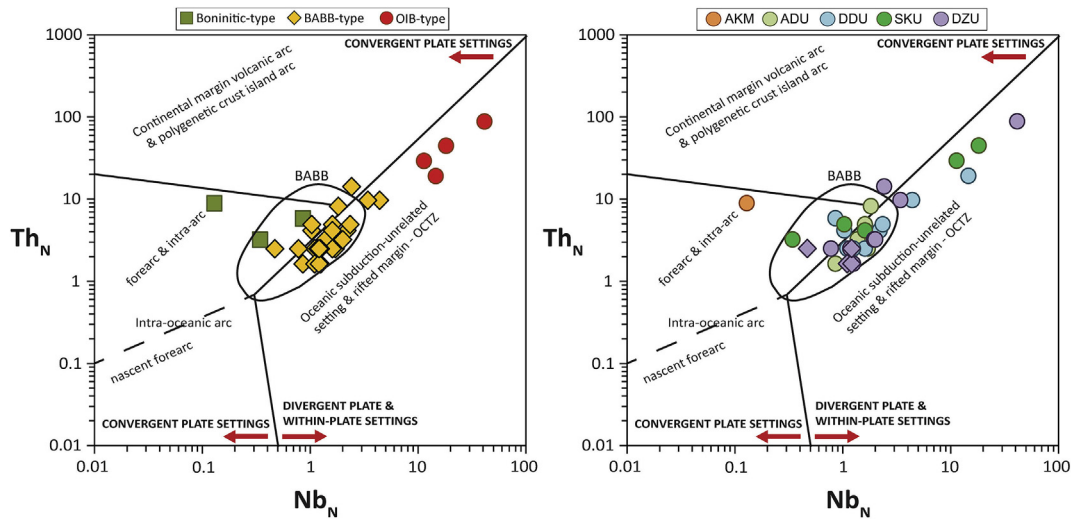 Boninitic-type BABB-type OIB-type
1000
100
10
1
0.1
0.01
Th_N
CONVERGENT PLATE SETTINGS
Continental margin volcanic arc
& polygenetic crust island arc
BABB
forearc & intra-arc
Oceanic subduction-unrelated
setting & rifted margin - OCTZ
Intra-oceanic arc
nascent forearc
DIVERGENT PLATE &
WITHIN-PLATE SETTINGS
CONVERGENT PLATE SETTINGS
0.01 0.1 1 10 100
Nb_N
AKM ADU DDU SKU DZU
1000
100
10
1
0.1
0.01
Th_N
CONVERGENT PLATE SETTINGS
Continental margin volcanic arc
& polygenetic crust island arc
BABB
forearc & intra-arc
Oceanic subduction-unrelated
setting & rifted margin - OCTZ
Intra-oceanic arc
nascent forearc
DIVERGENT PLATE &
WITHIN-PLATE SETTINGS
CONVERGENT PLATE SETTINGS
0.01 0.1 1 10 100
Nb_N